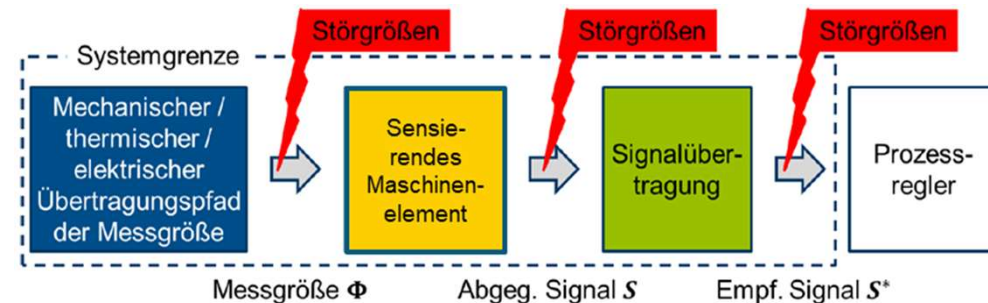 Störgrößen Störgrößen Störgrößen
Systemgrenze
Mechanischer /
thermischer /
elektrischer
Übertragungspfad
der Messgröße
Sensie-
rendes
Maschinen-
element
Signalüber-
tragung
Prozess-
regler
Messgröße Φ Abgeg. Signal S Empf. Signal S*